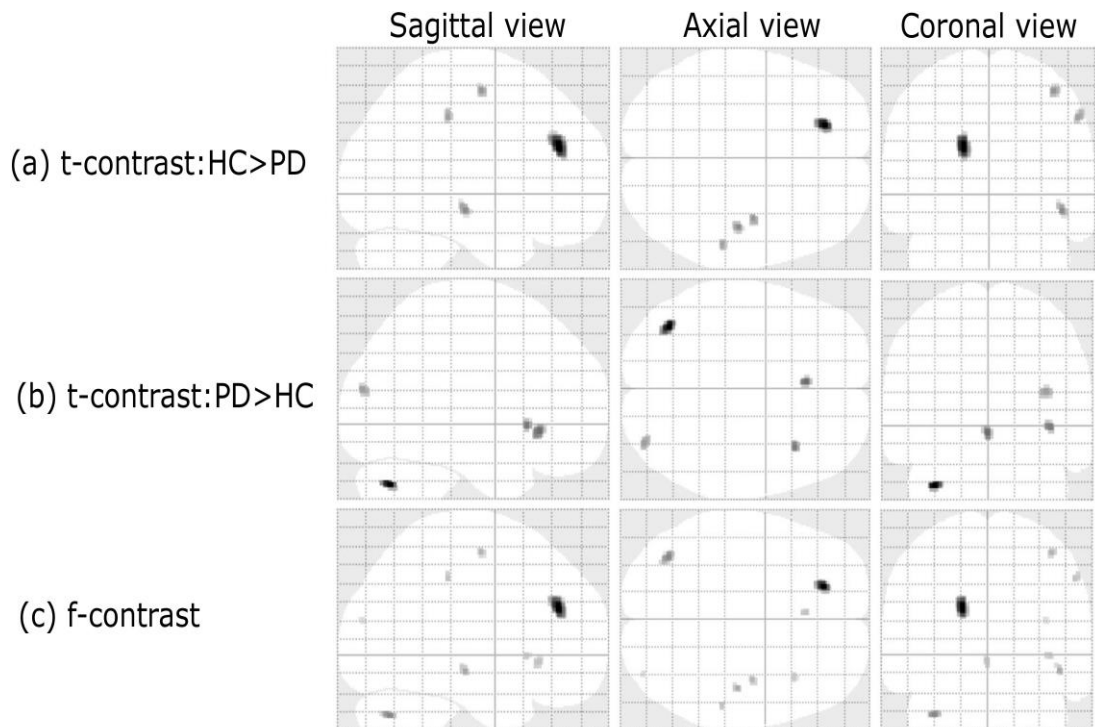 Sagittal view Axial view Coronal view
(a) t-contrast:HC>PD
(b) t-contrast:PD>HC
(c) f-contrast